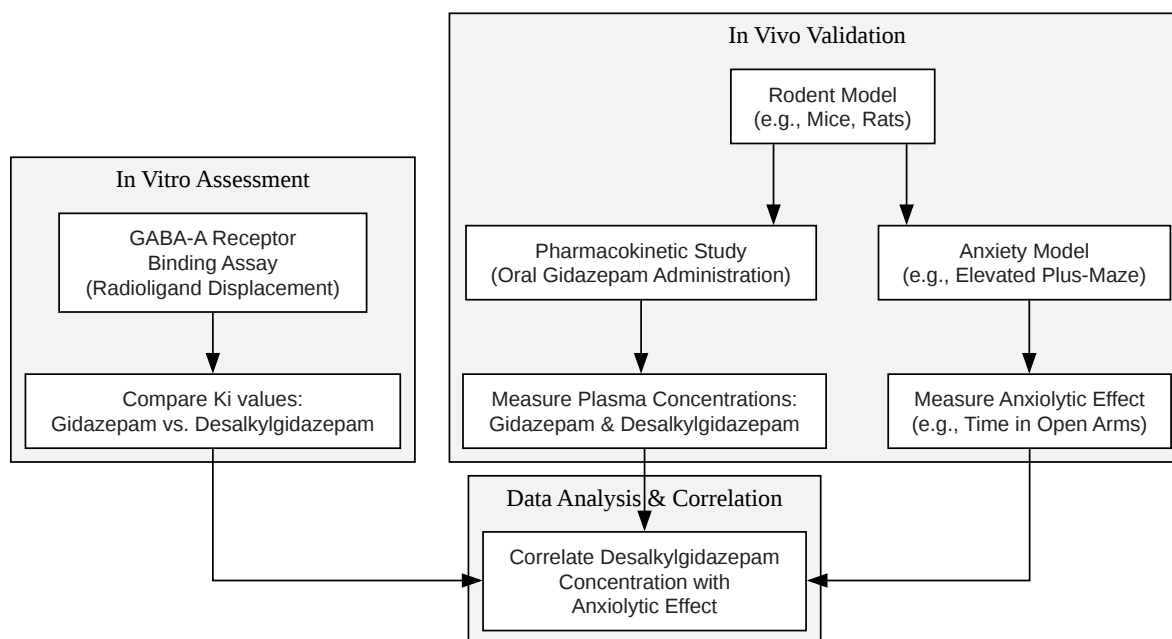 In Vivo Validation
Rodent Model
(e.g., Mice, Rats)
In Vitro Assessment
GABA-A Receptor
Binding Assay
(Radioligand Displacement)
Pharmacokinetic Study
(Oral Gidazepam Administration)
Anxiety Model
(e.g., Elevated Plus-Maze)
Compare Ki values:
Gidazepam vs. Desalkylgidazepam
Measure Plasma Concentrations:
Gidazepam & Desalkylgidazepam
Measure Anxiolytic Effect
(e.g., Time in Open Arms)
Data Analysis & Correlation
Correlate Desalkylgidazepam
Concentration with
Anxiolytic Effect